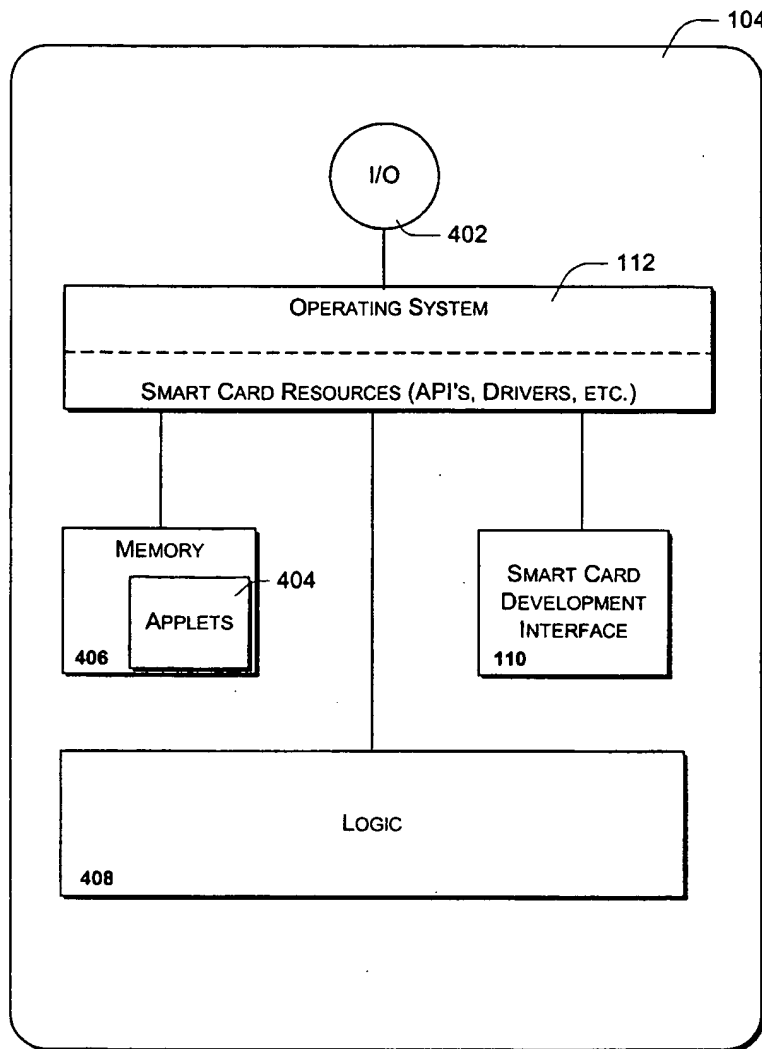 104
I/O
402
112
OPERATING SYSTEM
SMART CARD RESOURCES (API'S, DRIVERS, ETC.)
MEMORY
404
APPLETS
406
SMART CARD
DEVELOPMENT
INTERFACE
110
LOGIC
408